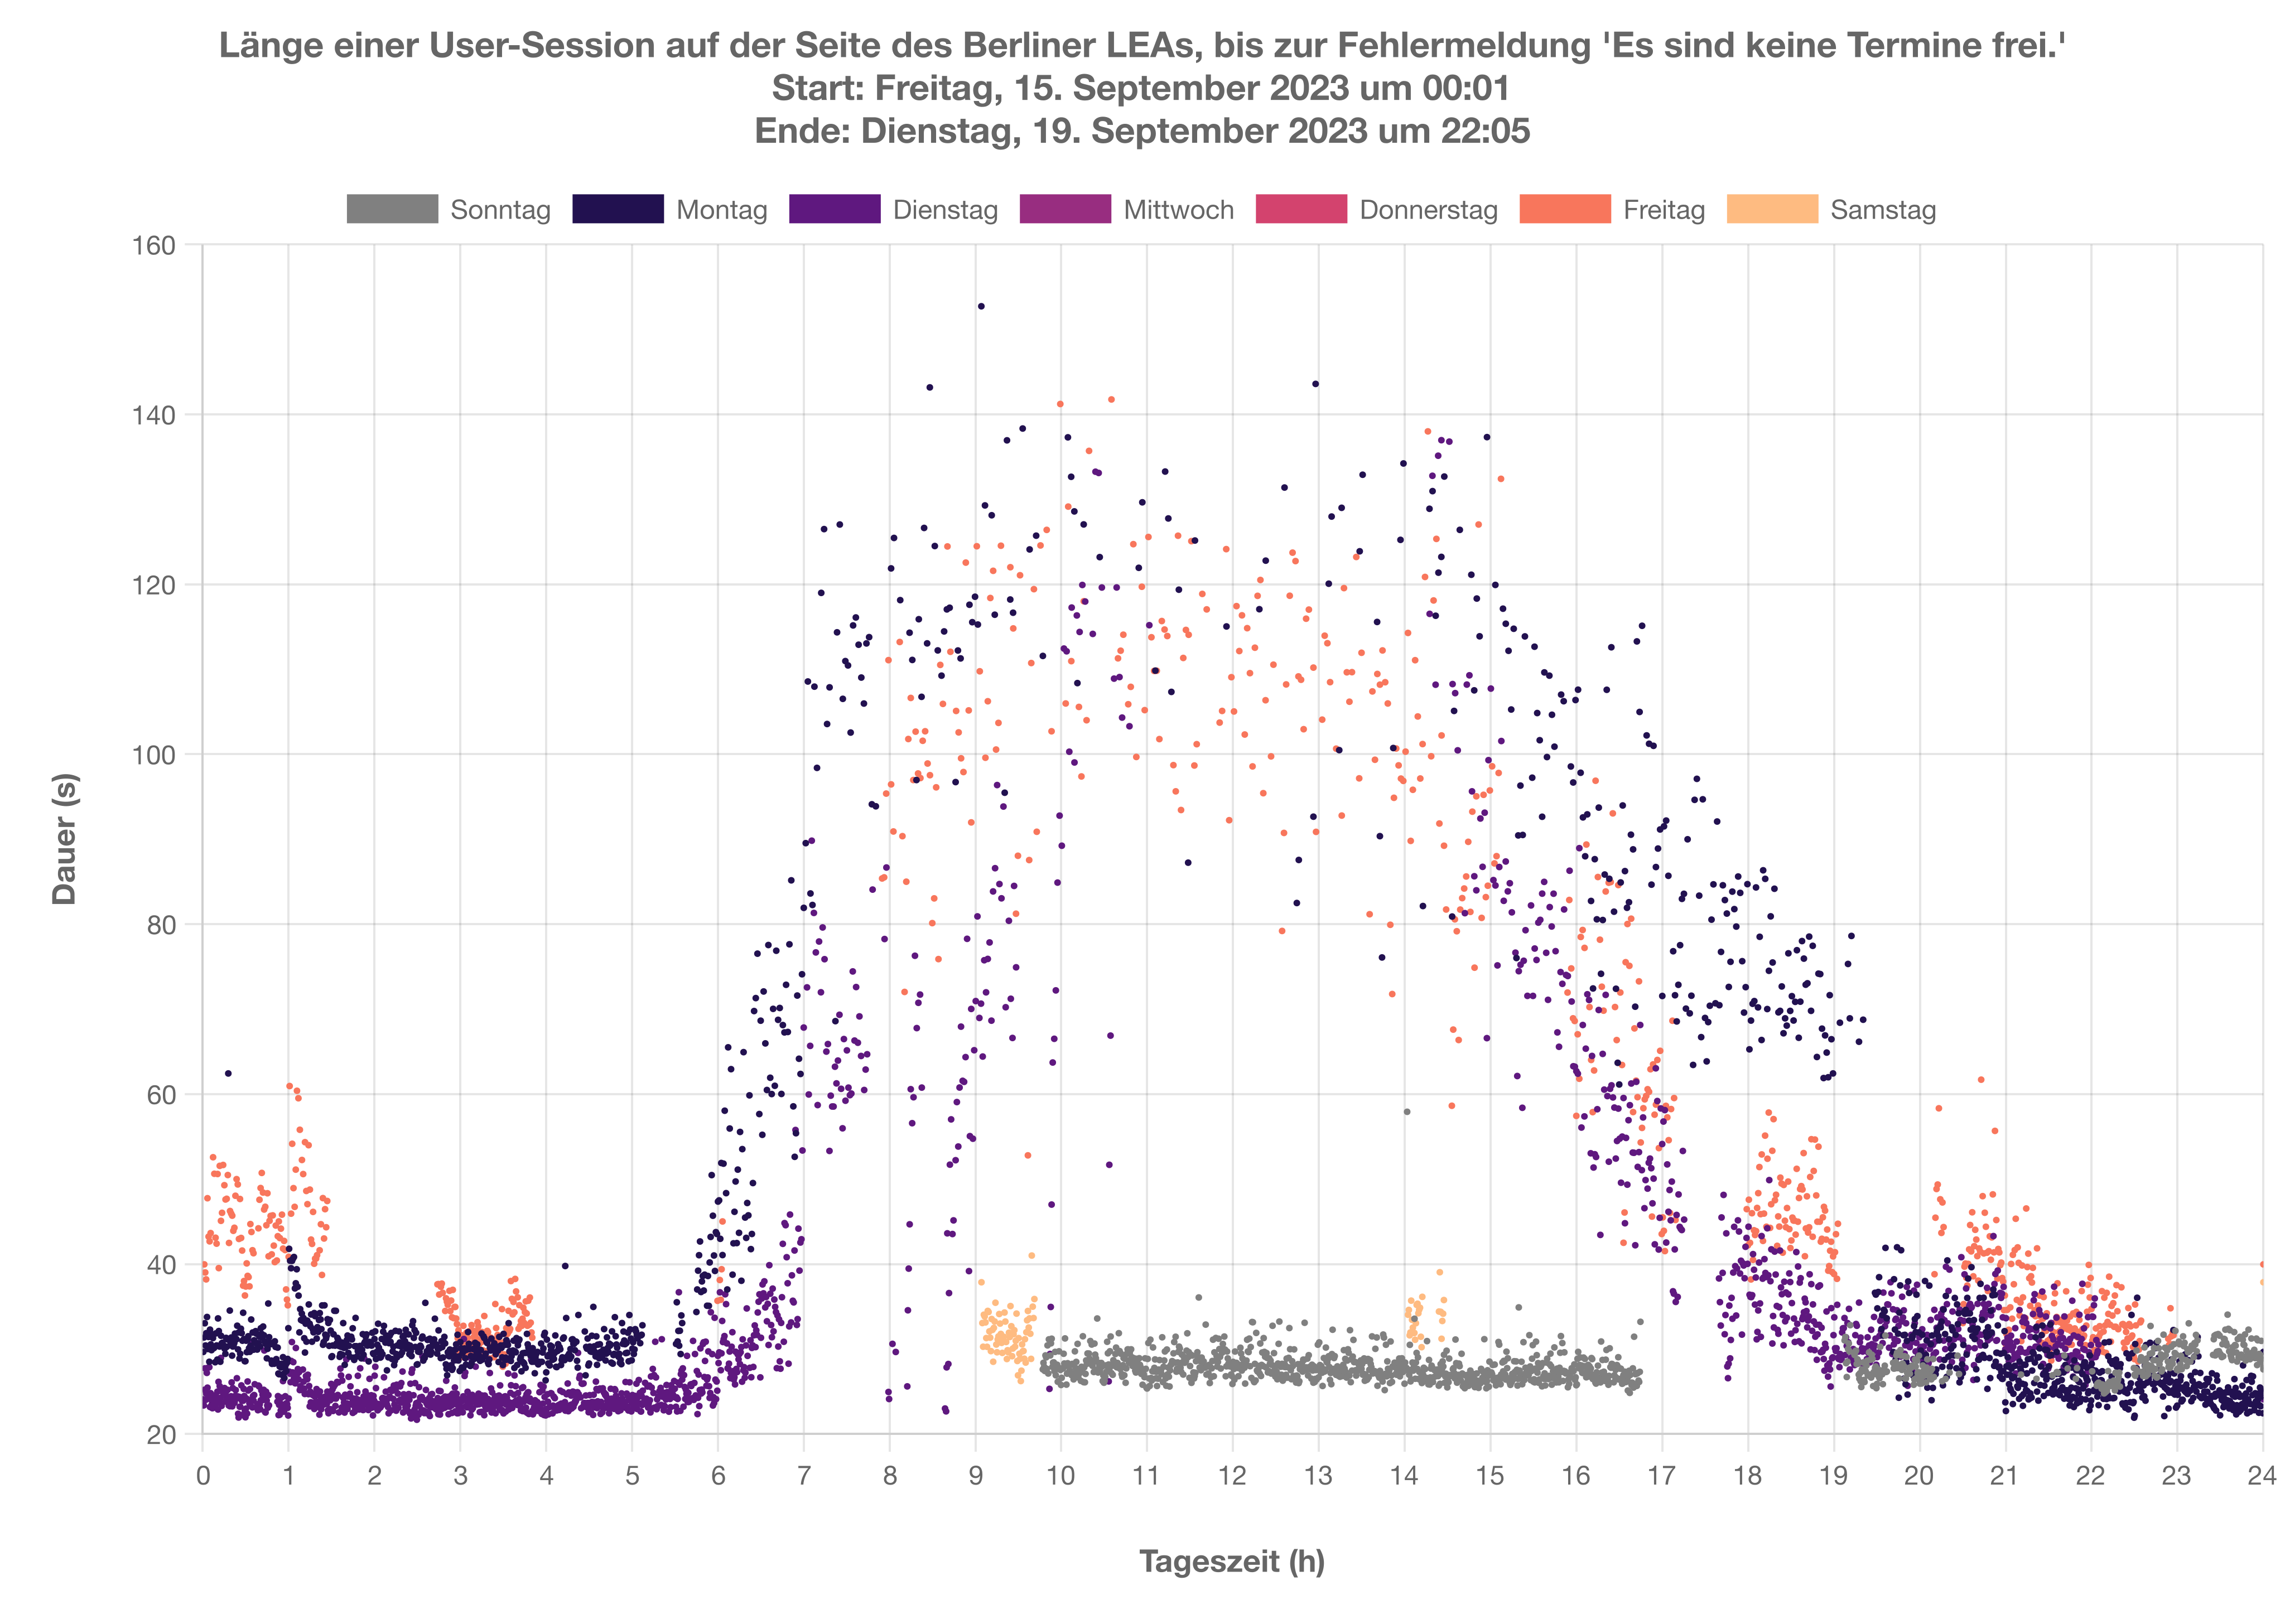 Länge einer User-Session auf der Seite des Berliner LEAs, bis zur Fehlermeldung 'Es sind keine Termine frei.'
Start: Freitag, 15. September 2023 um 00:01
Ende: Dienstag, 19. September 2023 um 22:05
Sonntag Montag Dienstag Mittwoch Donnerstag Freitag Samstag
160
140
120
100
80
60
40
20
Dauer (s)
0 1 2 3 4 5 6 7 8 9 10 11 12 13 14 15 16 17 18 19 20 21 22 23 24
Tageszeit (h)